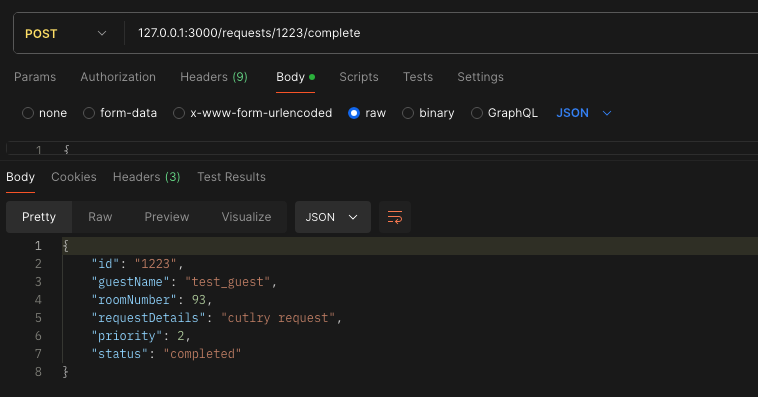 POST 127.0.0.1:3000/requests/1223/complete
Params Authorization Headers (9) Body Scripts Tests Settings
none form-data x-www-form-urlencoded raw binary GraphQL JSON
1 {
Body Cookies Headers (3) Test Results
Pretty Raw Preview Visualize JSON
1 {
2 "id": "1223",
3 "guestName": "test_guest",
4 "roomNumber": 93,
5 "requestDetails": "cutlry request",
6 "priority": 2,
7 "status": "completed"
8 }